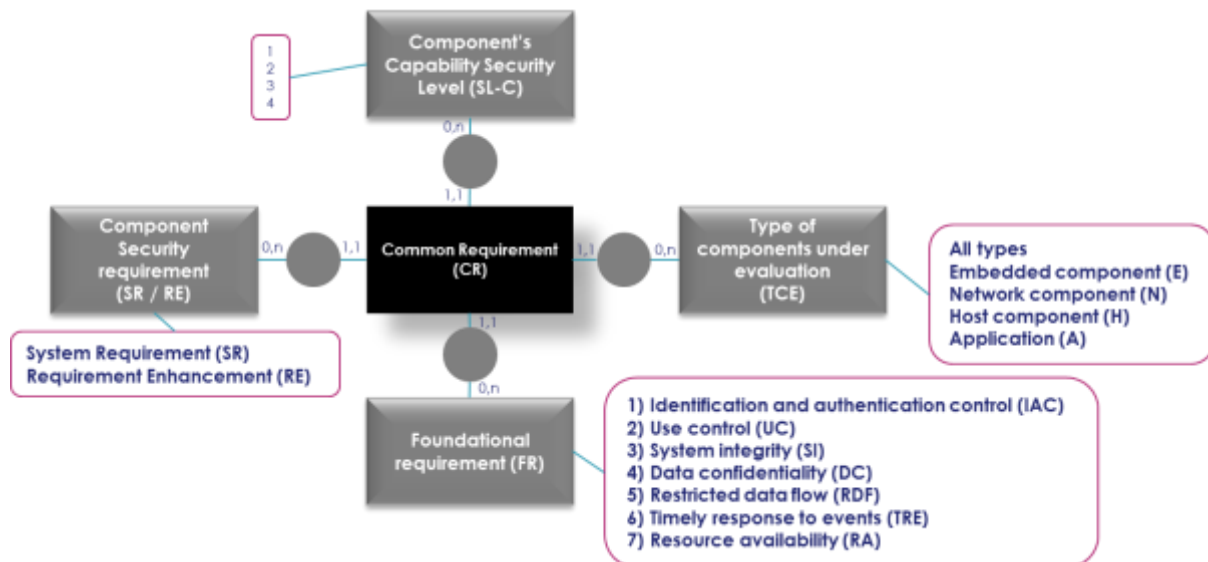 Component's
Capability Security
Level (SL-C)
1
2
3
4
0,n
1,1
Component
Security
requirement
(SR / RE)
0,n
1,1
Common Requirement
(CR)
1,1
0,n
Type of
components under
evaluation
(TCE)
All types
Embedded component (E)
Network component (N)
Host component (H)
Application (A)
System Requirement (SR)
Requirement Enhancement (RE)
1,1
0,n
Foundational
requirement (FR)
1) Identification and authentication control (IAC)
2) Use control (UC)
3) System integrity (SI)
4) Data confidentiality (DC)
5) Restricted data flow (RDF)
6) Timely response to events (TRE)
7) Resource availability (RA)